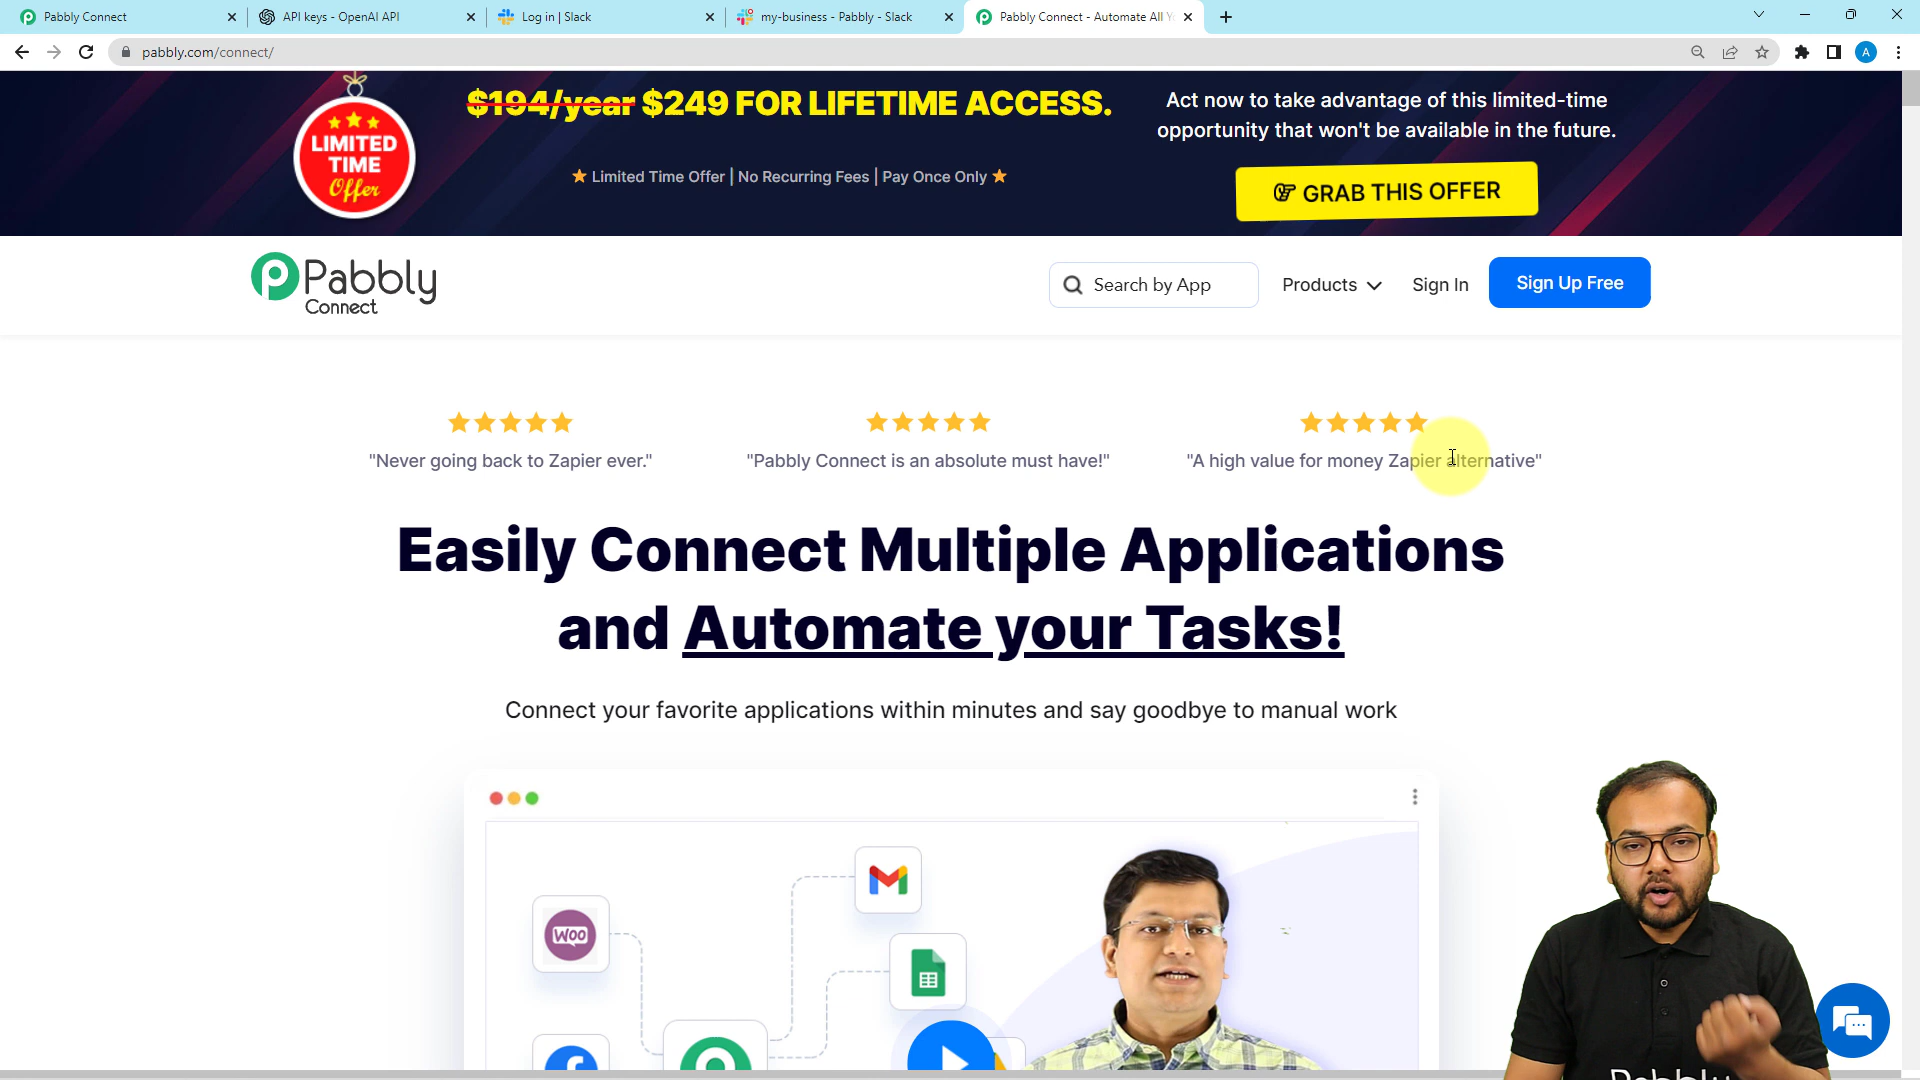 Pabbly Connect
API keys - OpenAI API
Log in | Slack
my-business - Pabbly - Slack
Pabbly Connect - Automate All Y
pabbly.com/connect/
A
LIMITED
TIME
Offer
$194/year $249 FOR LIFETIME ACCESS.
Limited Time Offer | No Recurring Fees | Pay Once Only
Act now to take advantage of this limited-time
opportunity that won't be available in the future.
GRAB THIS OFFER
Pabbly
Connect
Search by App
Products
Sign In
Sign Up Free
"Never going back to Zapier ever."
"Pabbly Connect is an absolute must have!"
"A high value for money Zapier alternative"
Easily Connect Multiple Applications
and Automate your Tasks!
Connect your favorite applications within minutes and say goodbye to manual work
WOO
Pabbly